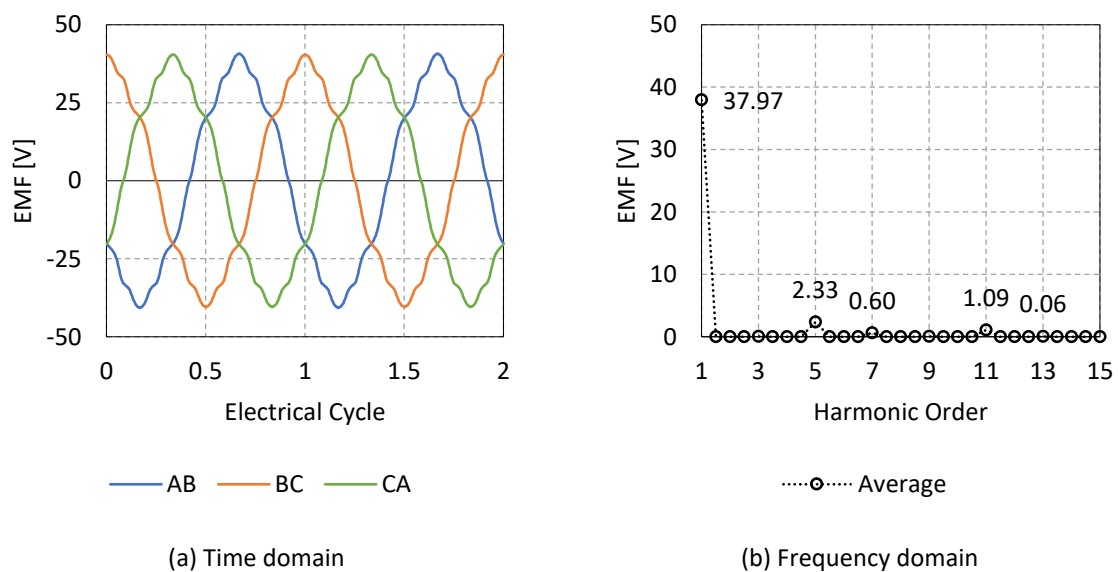 50
25
0
-25
-50
EMF [V]
0 0.5 1 1.5 2
Electrical Cycle
AB BC CA
(a) Time domain
50
40
30
20
10
0
EMF [V]
37.97
2.33
0.60
1.09
0.06
1 3 5 7 9 11 13 15
Harmonic Order
Average
(b) Frequency domain